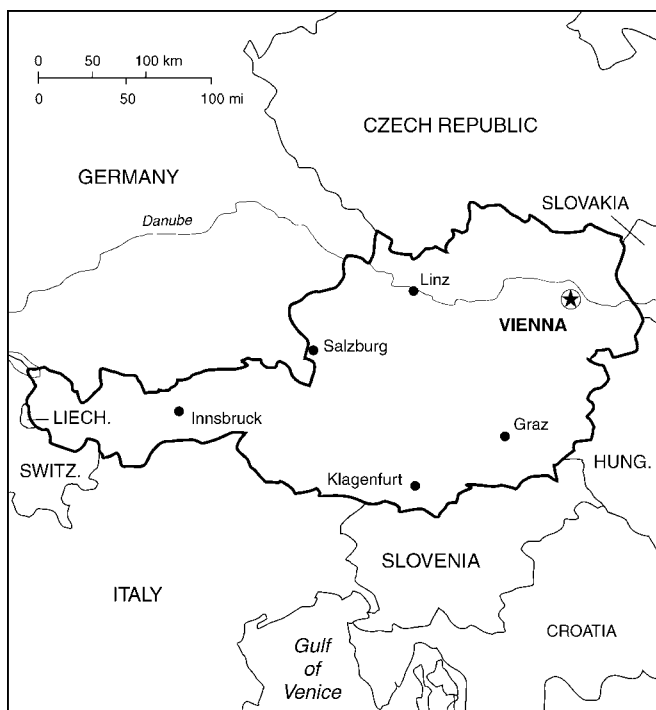 0 50 100 km
0 50 100 mi
CZECH REPUBLIC
GERMANY
SLOVAKIA
Danube
Linz
VIENNA
Salzburg
LIECH.
Innsbruck
Graz
SWITZ.
HUNG.
Klagenfurt
SLOVENIA
ITALY
CROATIA
Gulf
of
Venice